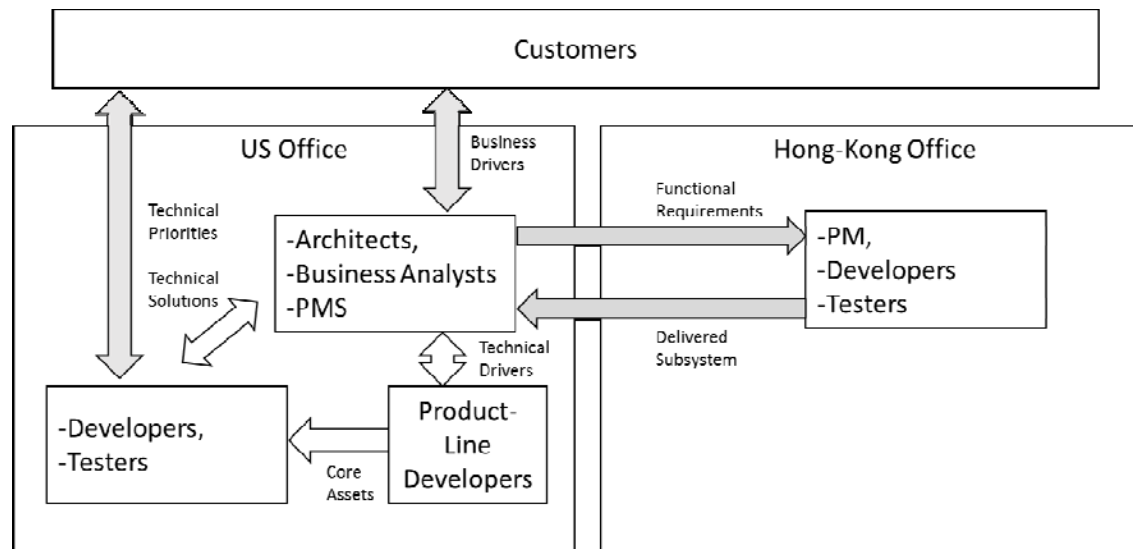 Customers
US Office
Hong-Kong Office
Business
Drivers
Functional
Requirements
Technical
Priorities
-Architects,
-Business Analysts
-PMS
-PM,
-Developers
-Testers
Technical
Solutions
Delivered
Subsystem
Technical
Drivers
-Developers,
-Testers
Product-
Line
Developers
Core
Assets